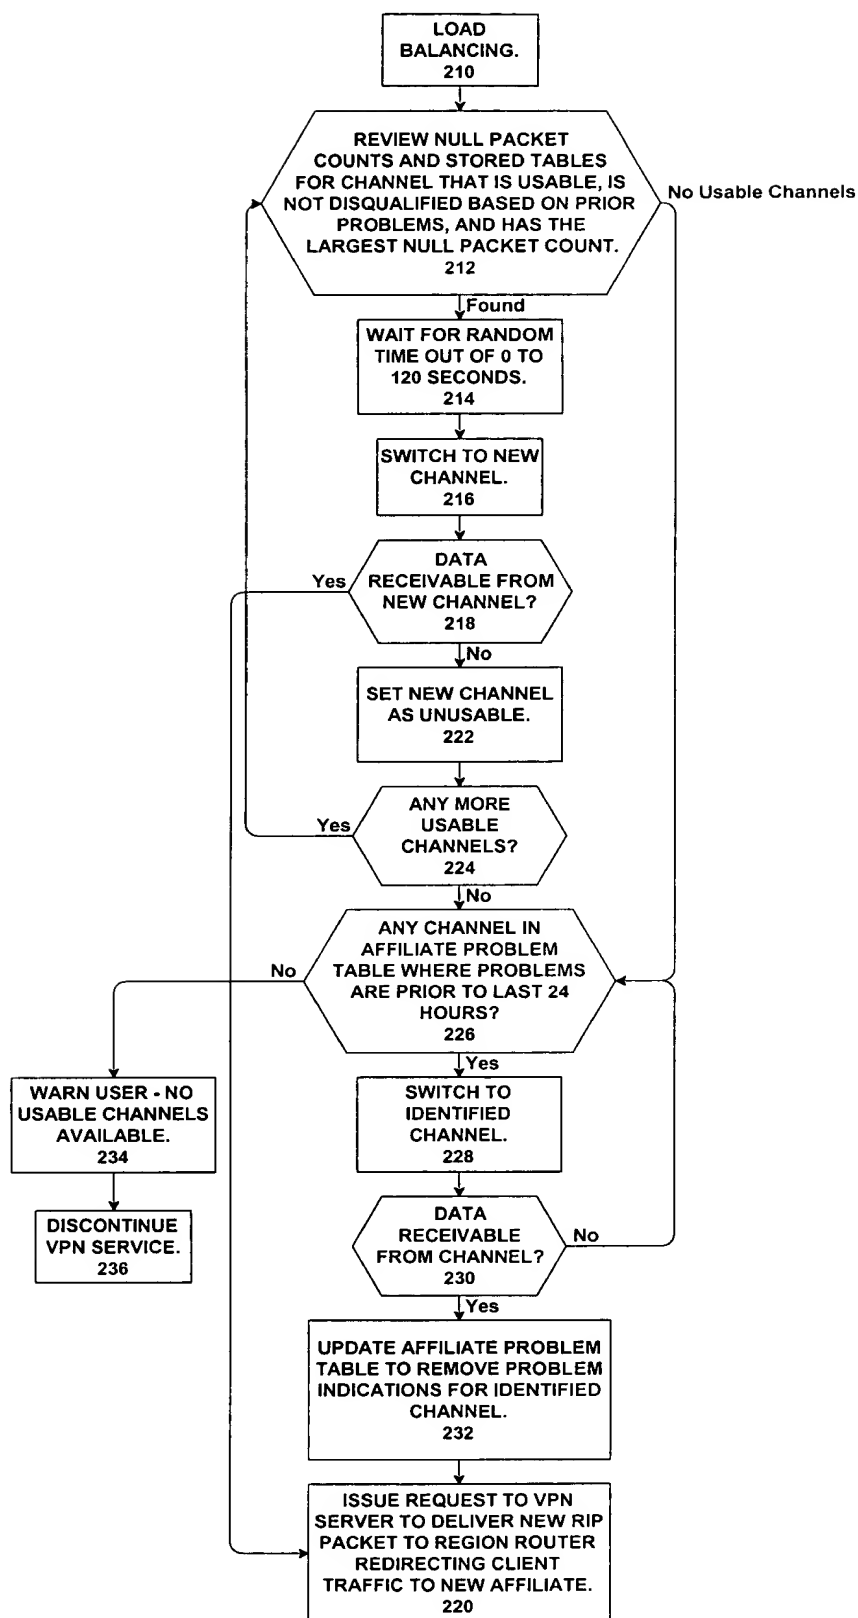 LOAD
BALANCING.
210
REVIEW NULL PACKET
COUNTS AND STORED TABLES
FOR CHANNEL THAT IS USABLE, IS
NOT DISQUALIFIED BASED ON PRIOR
PROBLEMS, AND HAS THE
LARGEST NULL PACKET COUNT.
212
No Usable Channels
Found
WAIT FOR RANDOM
TIME OUT OF 0 TO
120 SECONDS.
214
SWITCH TO NEW
CHANNEL.
216
DATA
RECEIVABLE FROM
NEW CHANNEL?
218
Yes
No
SET NEW CHANNEL
AS UNUSABLE.
222
ANY MORE
USABLE
CHANNELS?
224
Yes
No
ANY CHANNEL IN
AFFILIATE PROBLEM
TABLE WHERE PROBLEMS
ARE PRIOR TO LAST 24
HOURS?
226
No
Yes
WARN USER - NO
USABLE CHANNELS
AVAILABLE.
234
SWITCH TO
IDENTIFIED
CHANNEL.
228
DISCONTINUE
VPN SERVICE.
236
DATA
RECEIVABLE
FROM CHANNEL?
230
No
Yes
UPDATE AFFILIATE PROBLEM
TABLE TO REMOVE PROBLEM
INDICATIONS FOR IDENTIFIED
CHANNEL.
232
ISSUE REQUEST TO VPN
SERVER TO DELIVER NEW RIP
PACKET TO REGION ROUTER
REDIRECTING CLIENT
TRAFFIC TO NEW AFFILIATE.
220